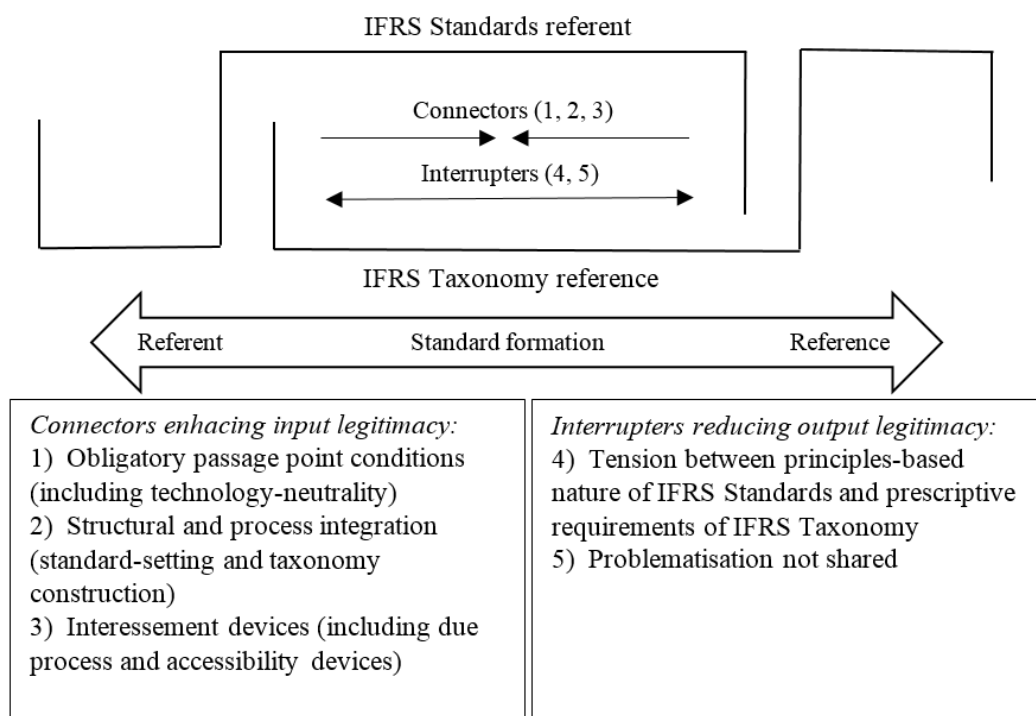 IFRS Standards referent
Connectors (1, 2, 3)
Interrupters (4, 5)
IFRS Taxonomy reference
Referent Standard formation Reference
Connectors enhacing input legitimacy:
1) Obligatory passage point conditions
(including technology-neutrality)
2) Structural and process integration
(standard-setting and taxonomy
construction)
3) Interessement devices (including due
process and accessibility devices)
Interrupters reducing output legitimacy:
4) Tension between principles-based
nature of IFRS Standards and prescriptive
requirements of IFRS Taxonomy
5) Problematisation not shared